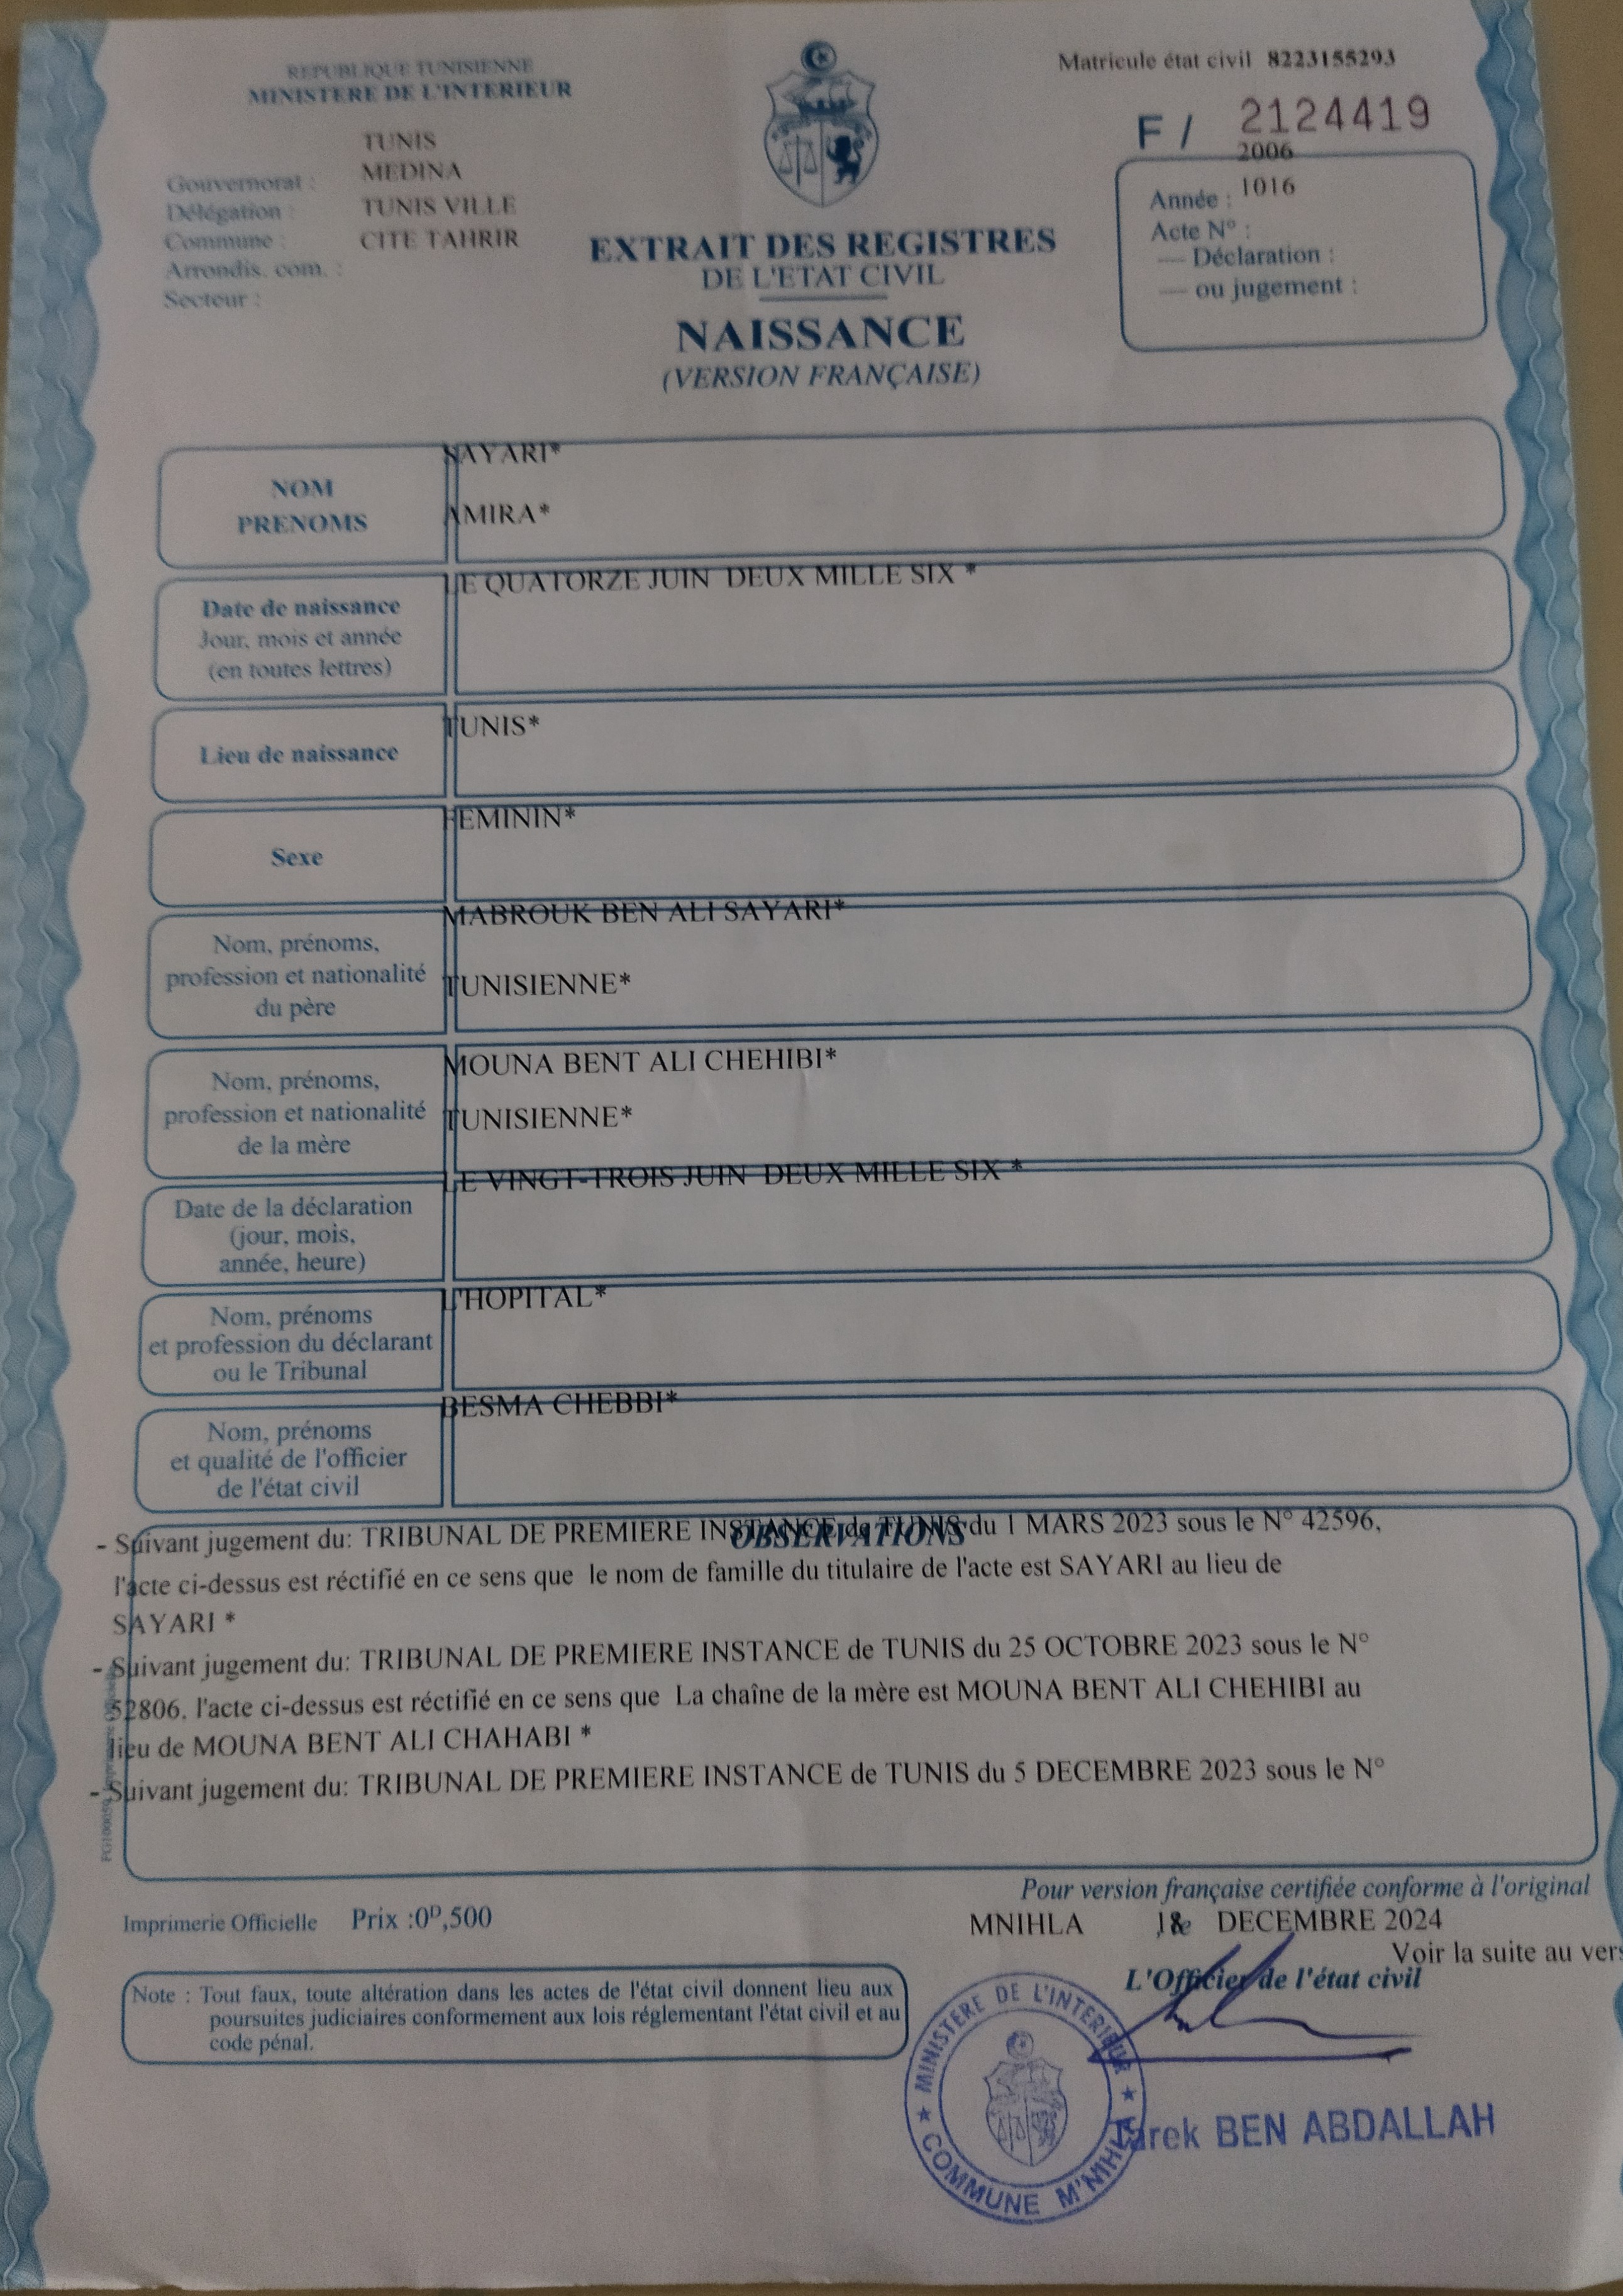 REPUBLIQUE TUNISIENNE
MINISTERE DE L'INTERIEUR
Matricule état civil 8223155293
F / 2124419
2006
TUNIS
Gouvernorat : MEDINA
Délégation : TUNIS VILLE
Commune : CITE TAHRIR
Arrondis. com. :
Secteur :
Année : 1016
Acte N° :
— Déclaration :
— ou jugement :
EXTRAIT DES REGISTRES
DE L'ETAT CIVIL
NAISSANCE
(VERSION FRANÇAISE)
NOM
PRENOMS
SAYARI*
AMIRA*
Date de naissance
Jour, mois et année
(en toutes lettres)
LE QUATORZE JUIN DEUX MILLE SIX *
Lieu de naissance
TUNIS*
Sexe
FEMININ*
Nom, prénoms,
profession et nationalité
du père
MABROUK BEN ALI SAYARI*
TUNISIENNE*
Nom, prénoms,
profession et nationalité
de la mère
MOUNA BENT ALI CHEHIBI*
TUNISIENNE*
Date de la déclaration
(jour, mois,
année, heure)
LE VINGT-TROIS JUIN DEUX MILLE SIX *
Nom, prénoms
et profession du déclarant
ou le Tribunal
L'HOPITAL*
Nom, prénoms
et qualité de l'officier
de l'état civil
BESMA CHEBBI*
OBSERVATIONS
- Suivant jugement du: TRIBUNAL DE PREMIERE INSTANCE de TUNIS du 1 MARS 2023 sous le N° 42596,
l'acte ci-dessus est réctifié en ce sens que le nom de famille du titulaire de l'acte est SAYARI au lieu de
SAYARI *
- Suivant jugement du: TRIBUNAL DE PREMIERE INSTANCE de TUNIS du 25 OCTOBRE 2023 sous le N°
52806. l'acte ci-dessus est réctifié en ce sens que La chaîne de la mère est MOUNA BENT ALI CHEHIBI au
lieu de MOUNA BENT ALI CHAHABI *
- Suivant jugement du: TRIBUNAL DE PREMIERE INSTANCE de TUNIS du 5 DECEMBRE 2023 sous le N°
Pour version française certifiée conforme à l'original
Imprimerie Officielle Prix :0ᴰ,500
MNIHLA 18 DECEMBRE 2024
Voir la suite au
L'Officier de l'état civil
Note : Tout faux, toute altération dans les actes de l'état civil donnent lieu aux
poursuites judiciaires conformement aux lois réglementant l'état civil et au
code pénal.
MINISTERE DE L'INTERIEUR
COMMUNE M'NIHLA
Tarek BEN ABDALLAH